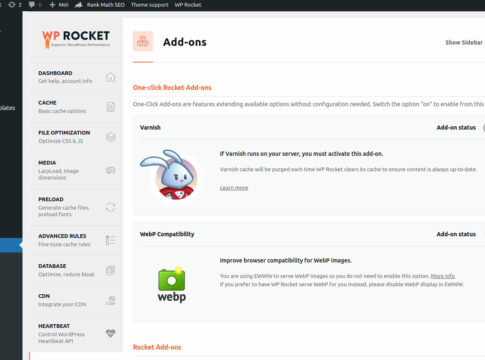 2
0
Moi
Rank Math SEO
Theme support
WP Rocket
WP ROCKET
Superior WordPress Performance
Add-ons
Show Sidebar
plates
DASHBOARD
Get help, account info
CACHE
Basic cache options
FILE OPTIMIZATION
Optimize CSS & JS
MEDIA
LazyLoad, image
dimensions
PRELOAD
Generate cache files,
preload fonts
ADVANCED RULES
Fine-tune cache rules
DATABASE
Optimize, reduce bloat
CDN
Integrate your CDN
HEARTBEAT
Control WordPress
Heartbeat API
One-click Rocket Add-ons
One-Click Add-ons are features extending available options without configuration needed. Switch the option "on" to enable from this
Varnish
Add-on status
If Varnish runs on your server, you must activate this add-on.
Varnish cache will be purged each time WP Rocket clears its cache to ensure content is always up-to-date.
Learn more
WebP Compatibility
Add-on status
Improve browser compatibility for WebP images.
You are using EWWW to serve WebP images so you do not need to enable this option. More info
If you prefer to have WP Rocket serve WebP for you instead, please disable WebP display in EWWW.
webp
Rocket Add-ons